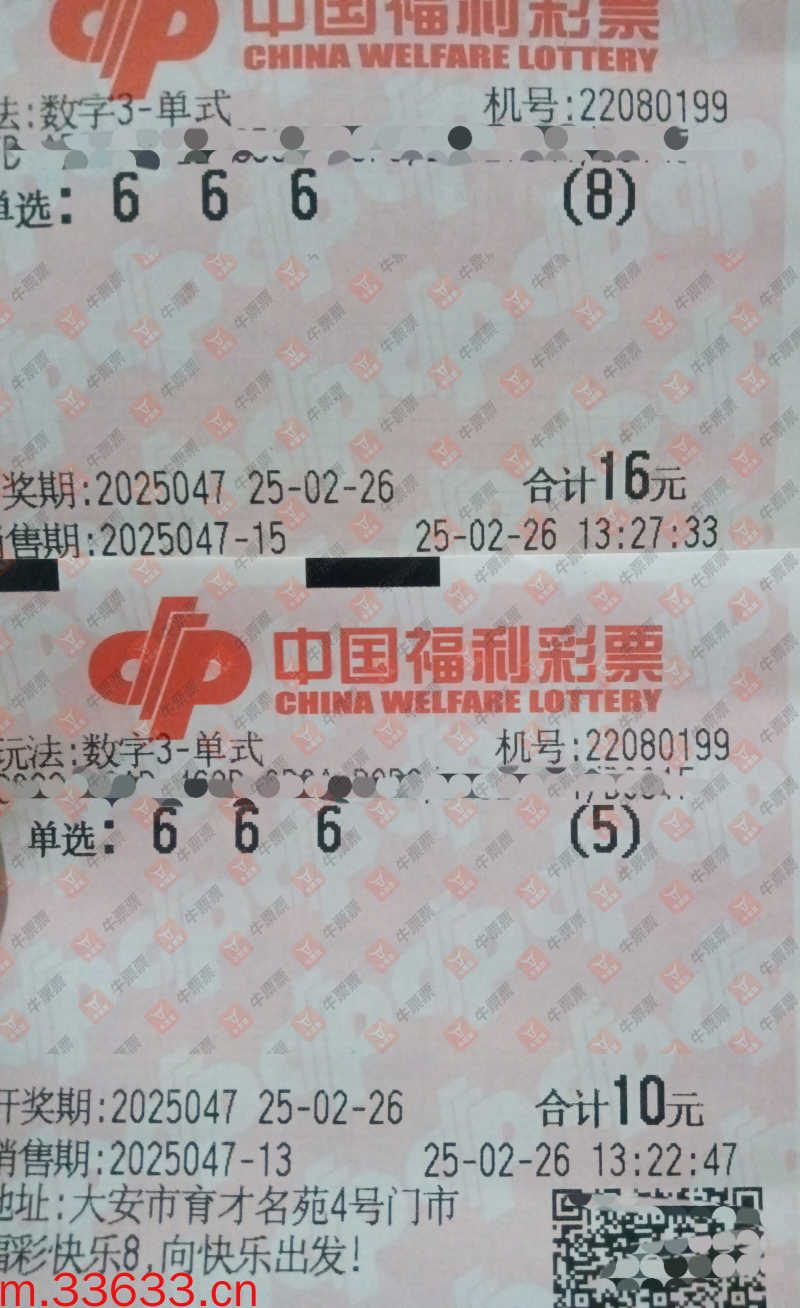 中国福利彩票
CHINA WELFARE LOTTERY
法:数字3-单式 机号:22080199
单选: 6 6 6 (8)
奖期:2025047 25-02-26 合计16元
销售期:2025047-15 25-02-26 13:27:33
中国福利彩票
CHINA WELFARE LOTTERY
玩法:数字3-单式 机号:22080199
单选: 6 6 6 (5)
开奖期:2025047 25-02-26 合计10元
销售期:2025047-13 25-02-26 13:22:47
地址:大安市育才名苑4号门市
福彩快乐8,向快乐出发!
m.33633.cn
牛票票